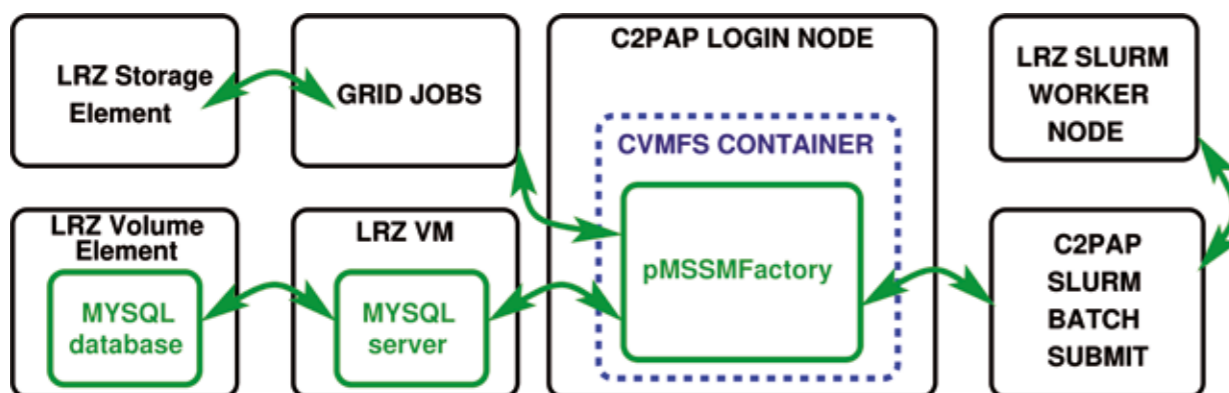 LRZ Storage
Element
GRID JOBS
C2PAP LOGIN NODE
CVMFS CONTAINER
pMSSMFactory
LRZ SLURM
WORKER
NODE
LRZ Volume
Element
MYSQL
database
LRZ VM
MYSQL
server
C2PAP
SLURM
BATCH
SUBMIT